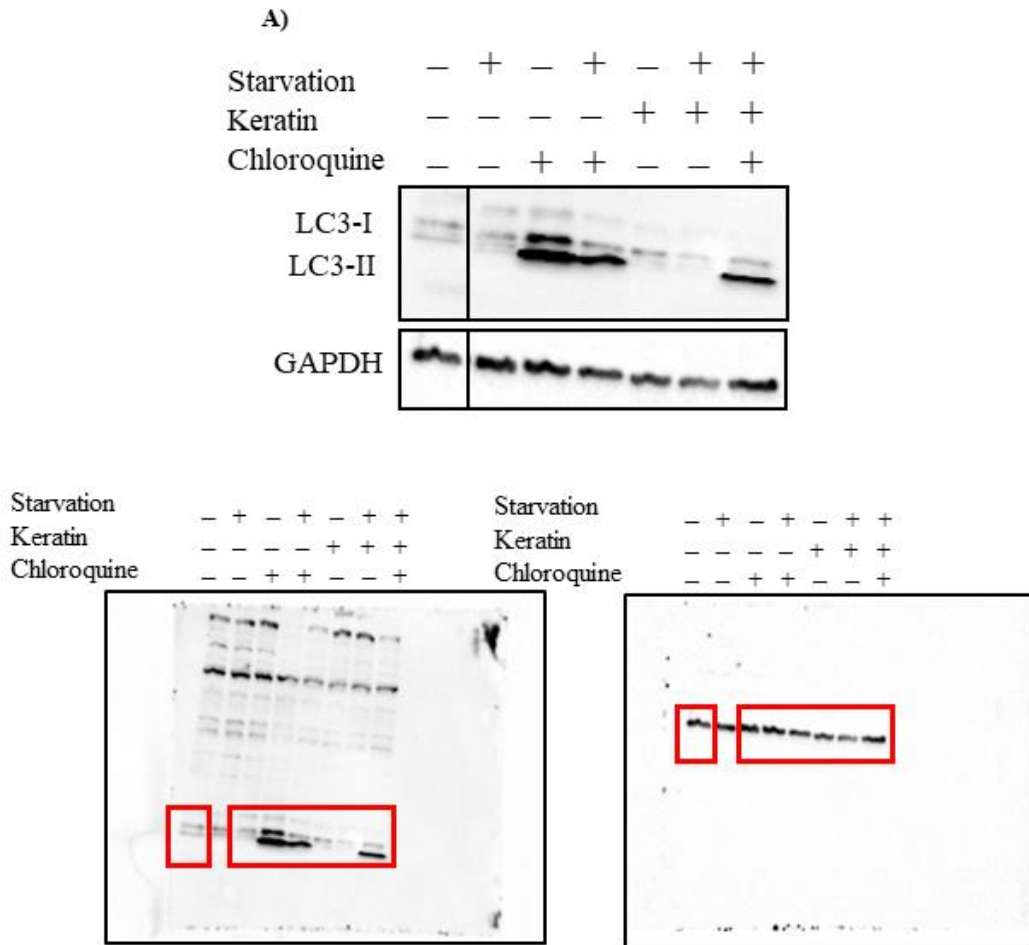 A)
Starvation – + – + – + +
Keratin – – – – + + +
Chloroquine – – + + – – +
LC3-I
LC3-II
GAPDH
Starvation – + – + – + +
Keratin – – – – + + +
Chloroquine – – + + – – +
Starvation – + – + – + +
Keratin – – – – + + +
Chloroquine – – + + – – +